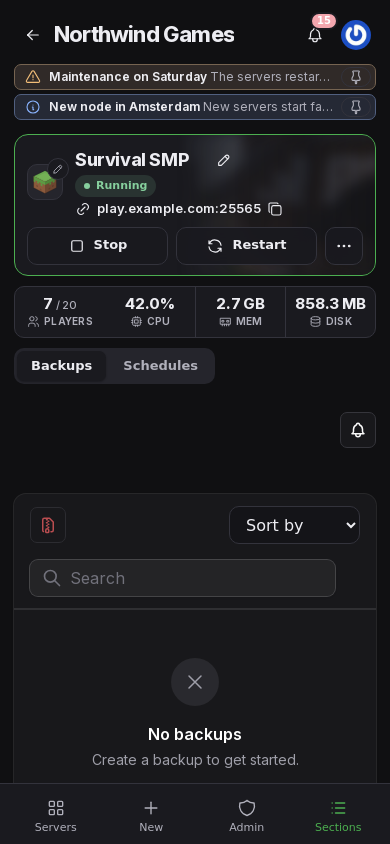 Northwind Games
15
Maintenance on Saturday The servers restar...
New node in Amsterdam New servers start fa...
Survival SMP
Running
play.example.com:25565
Stop
Restart
7 / 20
PLAYERS
42.0%
CPU
2.7 GB
MEM
858.3 MB
DISK
Backups
Schedules
Sort by
Search
No backups
Create a backup to get started.
Servers
New
Admin
Sections